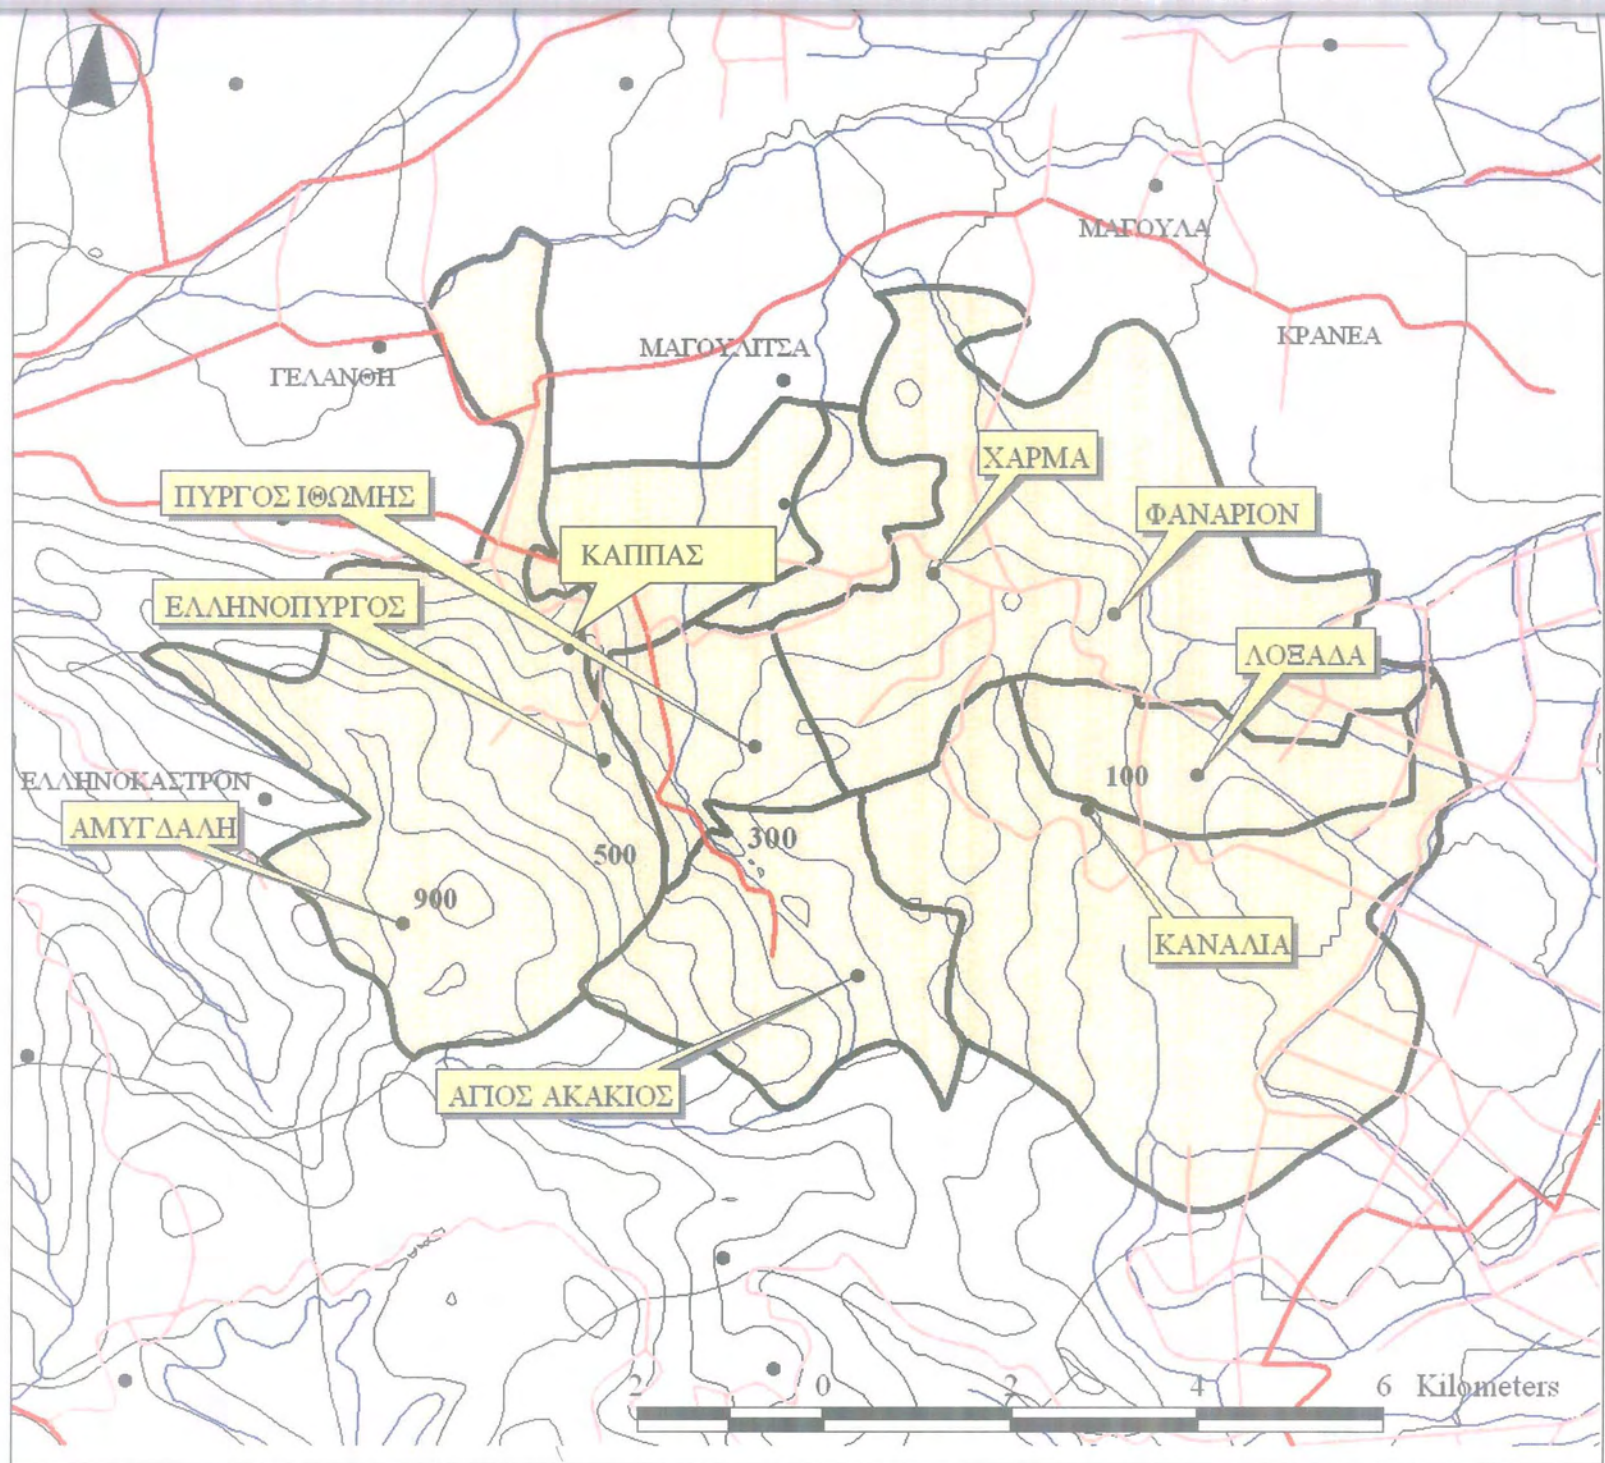 ΜΑΓΟΥΛΑ
ΚΡΑΝΕΑ
ΜΑΓΟΥΛΙΤΣΑ
ΓΕΛΑΝΘΗ
ΧΑΡΜΑ
ΠΥΡΓΟΣ ΙΘΩΜΗΣ
ΦΑΝΑΡΙΟΝ
ΚΑΠΠΑΣ
ΕΛΛΗΝΟΠΥΡΓΟΣ
ΛΟΞΑΔΑ
ΕΛΛΗΝΟΚΑΣΤΡΟΝ
100
ΑΜΥΓΔΑΛΗ
300
500
900
ΚΑΝΑΛΙΑ
ΑΓΙΟΣ ΑΚΑΚΙΟΣ
2 0 2 4 6 Kilometers